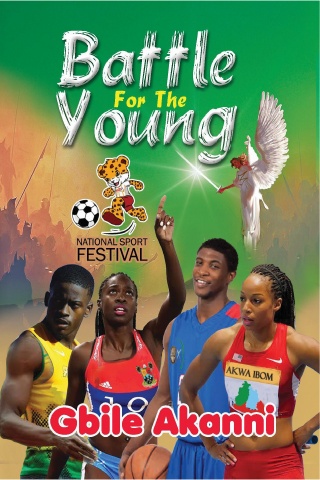 Battle
For The
Young
NATIONAL SPORT
FESTIVAL
AKWA IBOM
Gbile Akanni